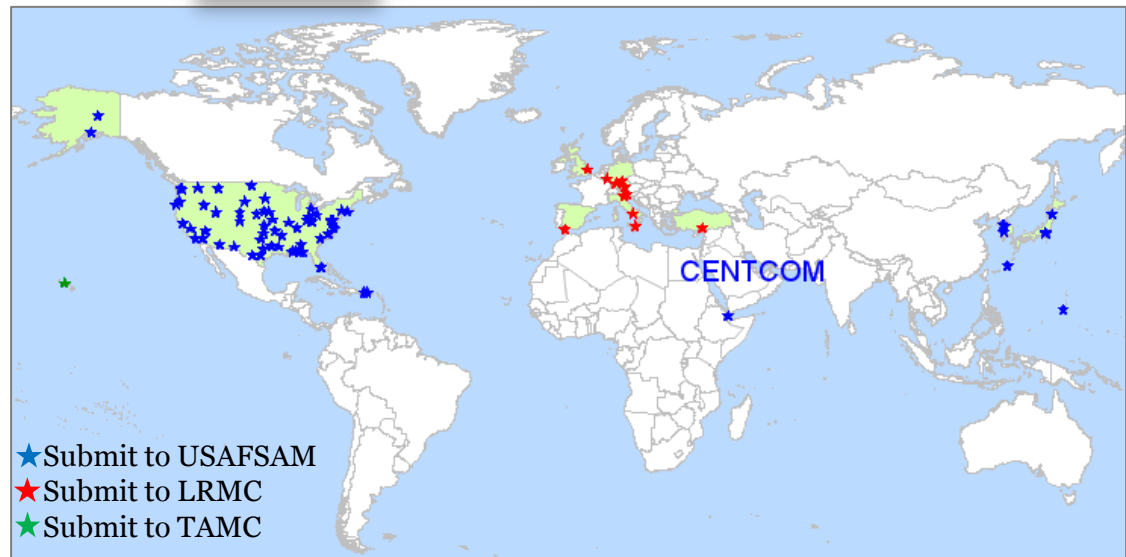 CENTCOM
Submit to USAFSAM
Submit to LRMC
Submit to TAMC